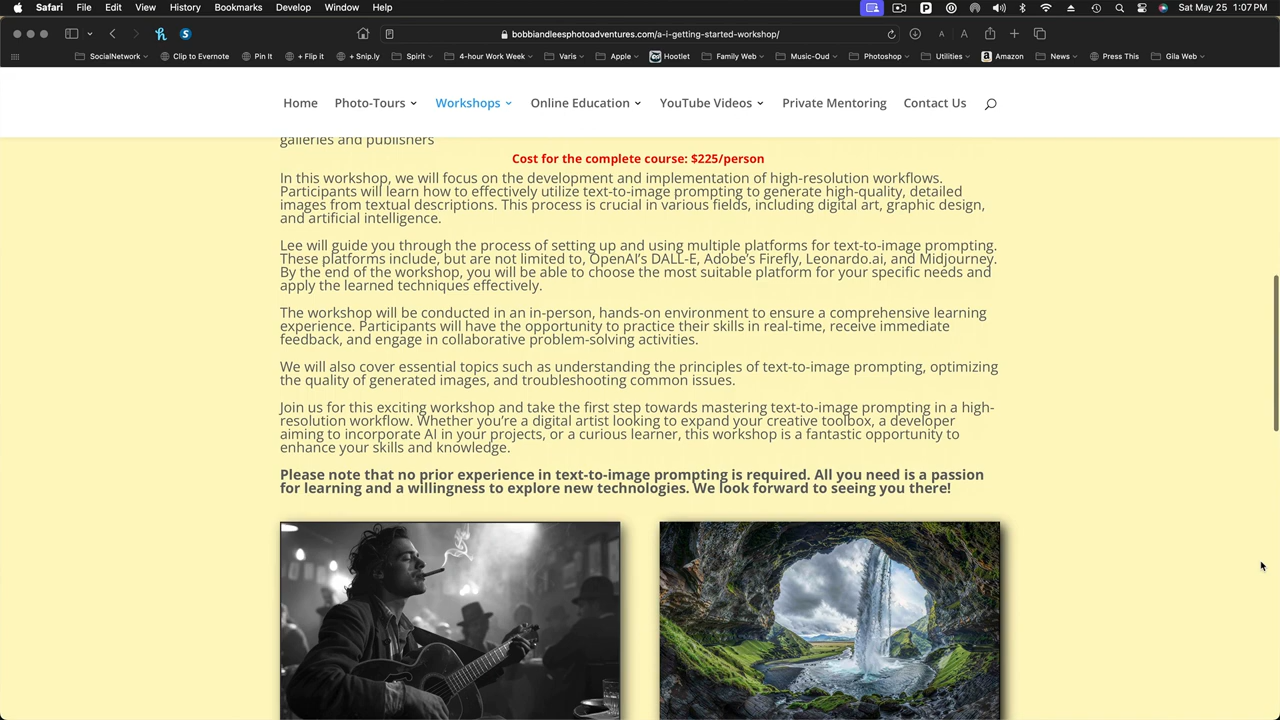 Safari File Edit View History Bookmarks Develop Window Help Sat May 25 1:07 PM
bobbiandleesphotoadventures.com/a-i-getting-started-workshop/
SocialNetwork Clip to Evernote Pin It + Flip it + Snip.ly Spirit 4-hour Work Week Varis Apple Hootlet Family Web Music-Oud Photoshop Utilities Amazon News Press This Gila Web
Home Photo-Tours Workshops Online Education YouTube Videos Private Mentoring Contact Us
galleries and publishers
Cost for the complete course: $225/person
In this workshop, we will focus on the development and implementation of high-resolution workflows.
Participants will learn how to effectively utilize text-to-image prompting to generate high-quality, detailed
images from textual descriptions. This process is crucial in various fields, including digital art, graphic design,
and artificial intelligence.
Lee will guide you through the process of setting up and using multiple platforms for text-to-image prompting.
These platforms include, but are not limited to, OpenAI's DALL-E, Adobe's Firefly, Leonardo.ai, and Midjourney.
By the end of the workshop, you will be able to choose the most suitable platform for your specific needs and
apply the learned techniques effectively.
The workshop will be conducted in an in-person, hands-on environment to ensure a comprehensive learning
experience. Participants will have the opportunity to practice their skills in real-time, receive immediate
feedback, and engage in collaborative problem-solving activities.
We will also cover essential topics such as understanding the principles of text-to-image prompting, optimizing
the quality of generated images, and troubleshooting common issues.
Join us for this exciting workshop and take the first step towards mastering text-to-image prompting in a high-
resolution workflow. Whether you're a digital artist looking to expand your creative toolbox, a developer
aiming to incorporate AI in your projects, or a curious learner, this workshop is a fantastic opportunity to
enhance your skills and knowledge.
Please note that no prior experience in text-to-image prompting is required. All you need is a passion
for learning and a willingness to explore new technologies. We look forward to seeing you there!